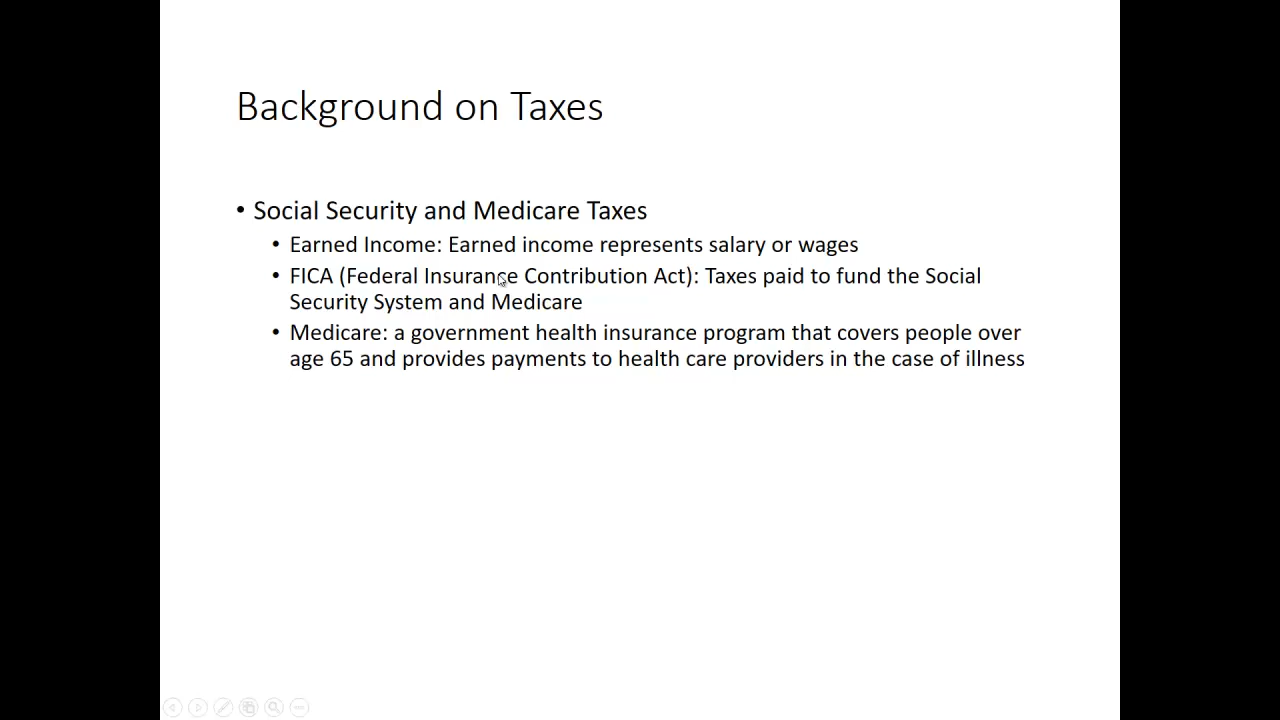 Background on Taxes
• Social Security and Medicare Taxes
• Earned Income: Earned income represents salary or wages
• FICA (Federal Insurance Contribution Act): Taxes paid to fund the Social
Security System and Medicare
• Medicare: a government health insurance program that covers people over
age 65 and provides payments to health care providers in the case of illness